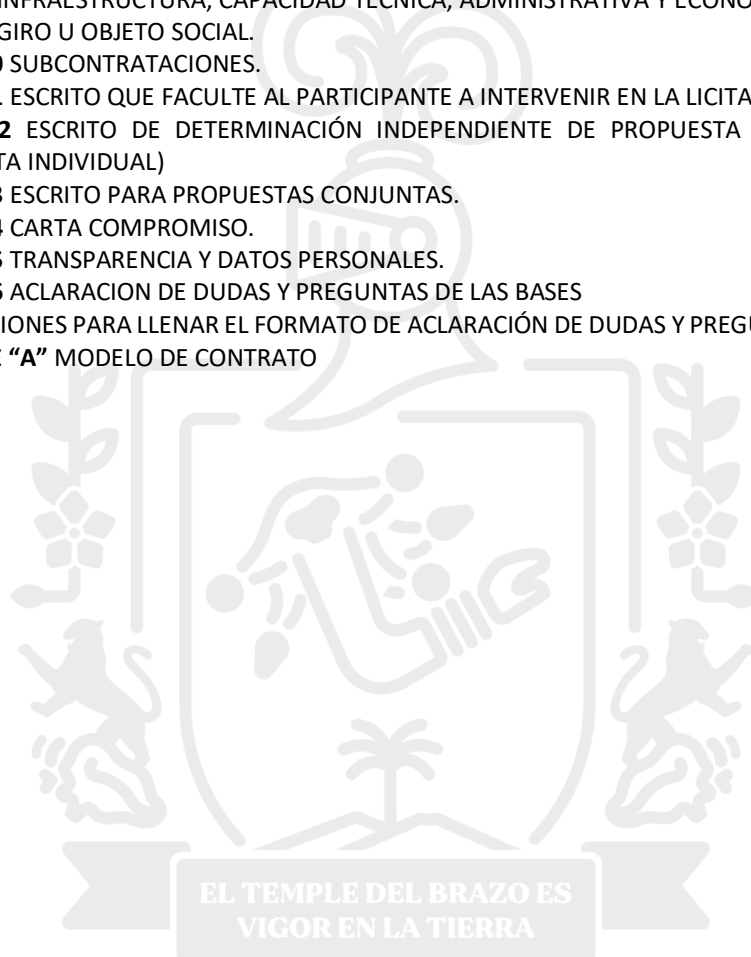 INFRAESTRUCTURA, CAPACIDAD TÉCNICA, ADMINISTRATIVA Y
GIRO U OBJETO SOCIAL.
SUBCONTRATACIONES.
ESCRITO QUE FACULTE AL PARTICIPANTE A INTERVENIR EN LA
2 ESCRITO DE DETERMINACIÓN INDEPENDIENTE DE PROPUESTA
TA INDIVIDUAL)
ESCRITO PARA PROPUESTAS CONJUNTAS.
CARTA COMPROMISO.
TRANSPARENCIA Y DATOS PERSONALES.
ACLARACION DE DUDAS Y PREGUNTAS DE LAS BASES
IONES PARA LLENAR EL FORMATO DE ACLARACIÓN DE DUDAS Y PREGU
E “A” MODELO DE CONTRATO
EL TEMPLE DEL BRAZO ES
VIGOR EN LA TIERRA